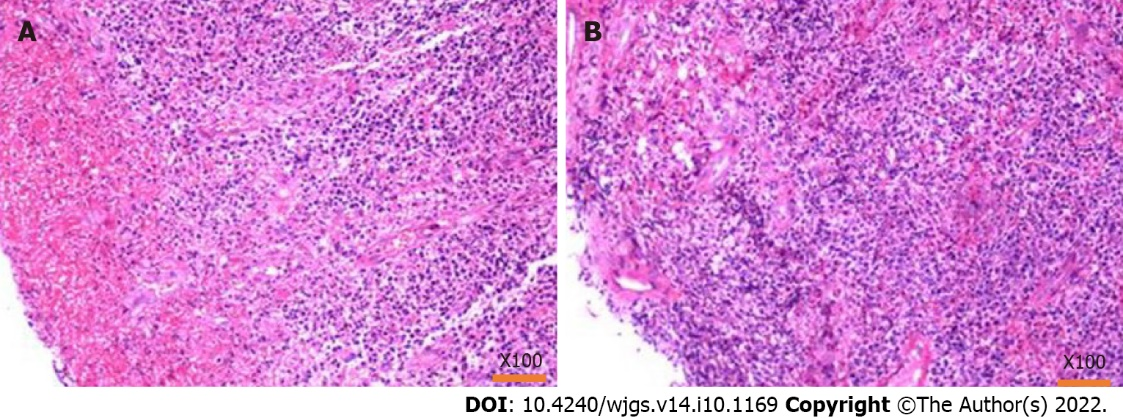 A
B
X100
X100
DOI: 10.4240/wjgs.v14.i10.1169 Copyright ©The Author(s) 2022.